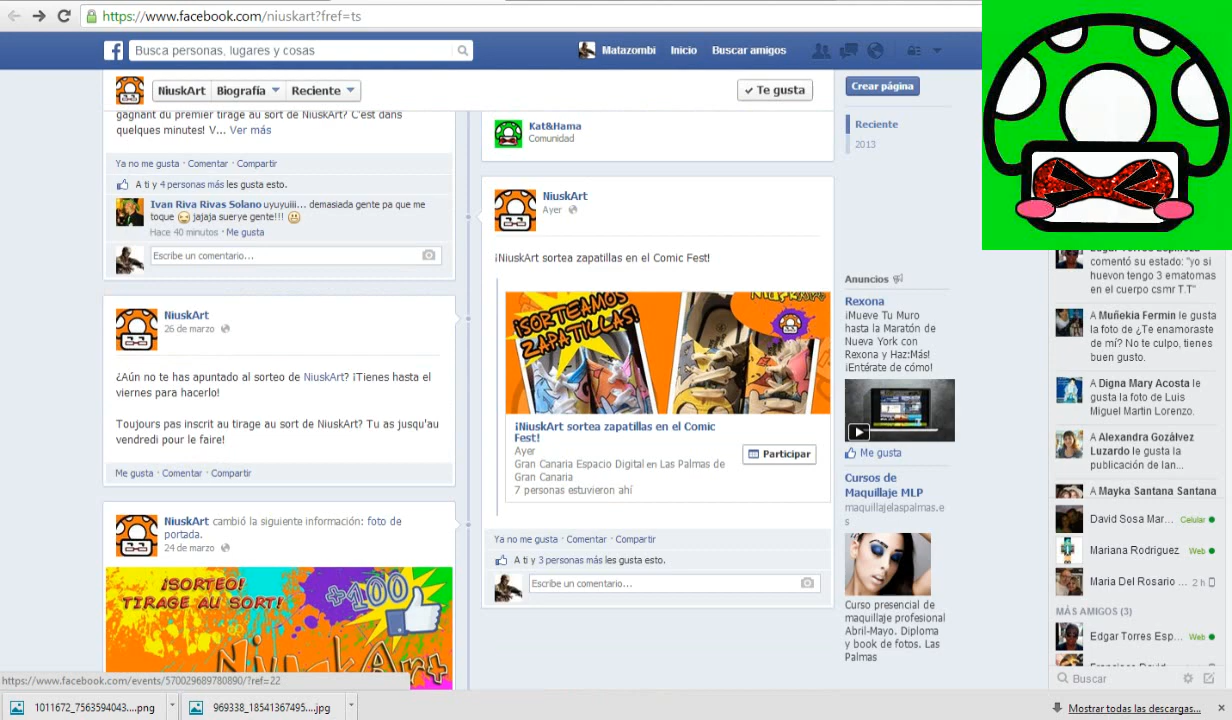 https://www.facebook.com/niuskart?fref=ts
Busca personas, lugares y cosas
Matazombi
Inicio
Buscar amigos
NiuskArt
Biografía
Reciente
Te gusta
Crear página
Reciente
2013
gagnant du premier tirage au sort de NiuskArt? C'est dans
quelques minutes! V... Ver más
Ya no me gusta · Comentar · Compartir
A ti y 4 personas más les gusta esto.
Ivan Riva Rivas Solano uyuyuiii... demasiada gente pa que me
toque jajaja suerye gente!!!
Hace 40 minutos · Me gusta
Escribe un comentario...
NiuskArt
26 de marzo
¿Aún no te has apuntado al sorteo de NiuskArt? ¡Tienes hasta el
viernes para hacerlo!
Toujours pas inscrit au tirage au sort de NiuskArt? Tu as jusqu'au
vendredi pour le faire!
Me gusta · Comentar · Compartir
NiuskArt cambió la siguiente información: foto de
portada.
24 de marzo
¡SORTEO!
TIRAGE AU SORT!
+100
NiuskArt
Kat&Hama
Comunidad
NiuskArt
Ayer
¡NiuskArt sortea zapatillas en el Comic Fest!
¡SORTEAMOS
ZAPATILLAS!
¡NiuskArt sortea zapatillas en el Comic
Fest!
Ayer
Gran Canaria Espacio Digital en Las Palmas de
Gran Canaria
7 personas estuvieron ahí
Participar
Ya no me gusta · Comentar · Compartir
A ti y 3 personas más les gusta esto.
Escribe un comentario...
Anuncios
Rexona
¡Mueve Tu Muro
hasta la Maratón de
Nueva York con
Rexona y Haz:Más!
¡Entérate de cómo!
Me gusta
Cursos de
Maquillaje MLP
maquillajelaspalmas.e
s
Curso presencial de
maquillaje profesional
Abril-Mayo. Diploma
y book de fotos. Las
Palmas
comentó su estado: "yo si
huevon tengo 3 ematomas
en el cuerpo csmr T.T"
A Muñekia Fermin le gusta
la foto de ¿Te enamoraste
de mí? No te culpo, tienes
buen gusto.
A Digna Mary Acosta le
gusta la foto de Luis
Miguel Martin Lorenzo.
A Alexandra Gozàlvez
Luzardo le gusta la
publicación de Ian...
A Mayka Santana Santana
David Sosa Mar... Celular
Mariana Rodriguez Web
Maria Del Rosario ... 2 h
MÁS AMIGOS (3)
Edgar Torres Esp... Web
Buscar
https://www.facebook.com/events/570029689780890/?ref=22
1011672_7563594043....png
969338_18541367495....jpg
Mostrar todas las descargas...